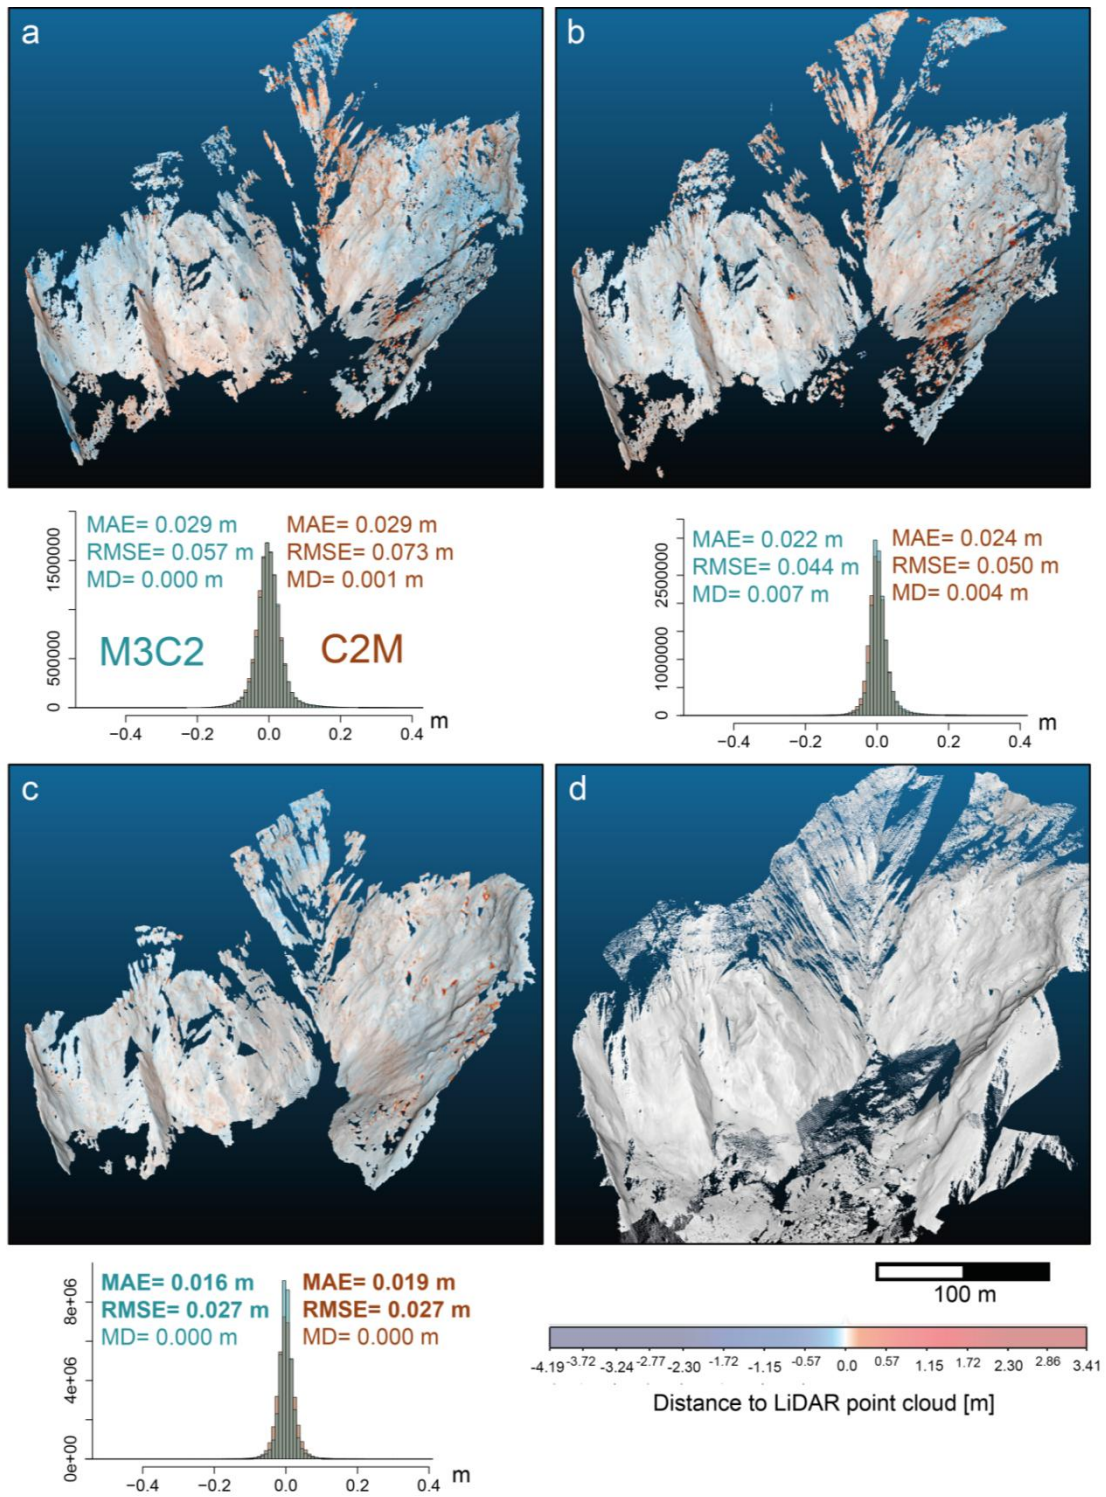 a
b
MAE= 0.029 m
RMSE= 0.057 m
MD= 0.000 m
MAE= 0.029 m
RMSE= 0.073 m
MD= 0.001 m
M3C2
C2M
1500000
500000
0
−0.4 0.0 0.2 0.4
m
MAE= 0.022 m
RMSE= 0.044 m
MD= 0.007 m
MAE= 0.024 m
RMSE= 0.050 m
MD= 0.004 m
2500000
1000000
0
−0.4 −0.2 0.0 0.2 0.4
m
c
d
MAE= 0.016 m
RMSE= 0.027 m
MD= 0.000 m
MAE= 0.019 m
RMSE= 0.027 m
MD= 0.000 m
8e+06
4e+06
0e+00
−0.4 −0.2 0.0 0.2 0.4
m
100 m
-4.19 -3.72 -3.24 -2.77 -2.30 -1.72 -1.15 -0.57 0.0 0.57 1.15 1.72 2.30 2.86 3.41
Distance to LiDAR point cloud [m]